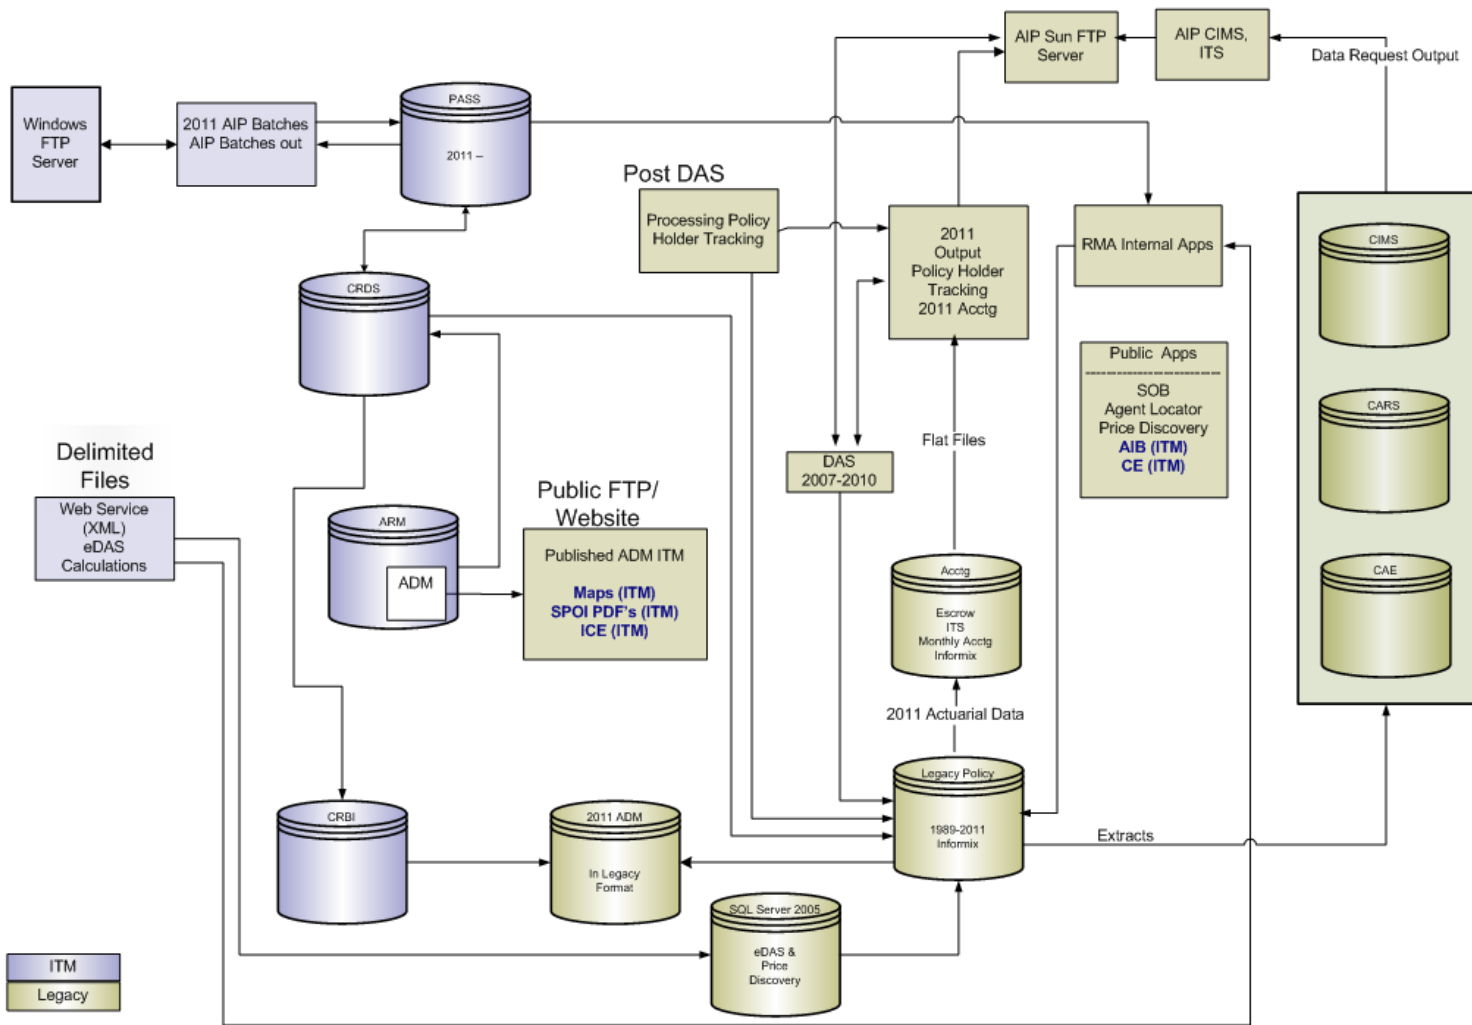 AIP Sun FTP
Server
AIP CIMS,
ITS
Data Request Output
Windows
FTP
Server
2011 AIP Batches
AIP Batches out
PASS
2011 –
Post DAS
Processing Policy
Holder Tracking
2011
Output
Policy Holder
Tracking
2011 Acctg
RMA Internal Apps
CIMS
CRDS
Public Apps
SOB
Agent Locator
Price Discovery
AIB (ITM)
CE (ITM)
CARS
Flat Files
DAS
2007-2010
Delimited
Files
Web Service
(XML)
eDAS
Calculations
Public FTP/
Website
Published ADM ITM
Maps (ITM)
SPOI PDF's (ITM)
ICE (ITM)
ARM
ADM
Acctg
Escrow
ITS
Monthly Acctg
Informix
CAE
2011 Actuarial Data
Legacy Policy
1989-2011
Informix
Extracts
CRBI
2011 ADM
In Legacy
Format
SQL Server 2005
eDAS &
Price
Discovery
ITM
Legacy